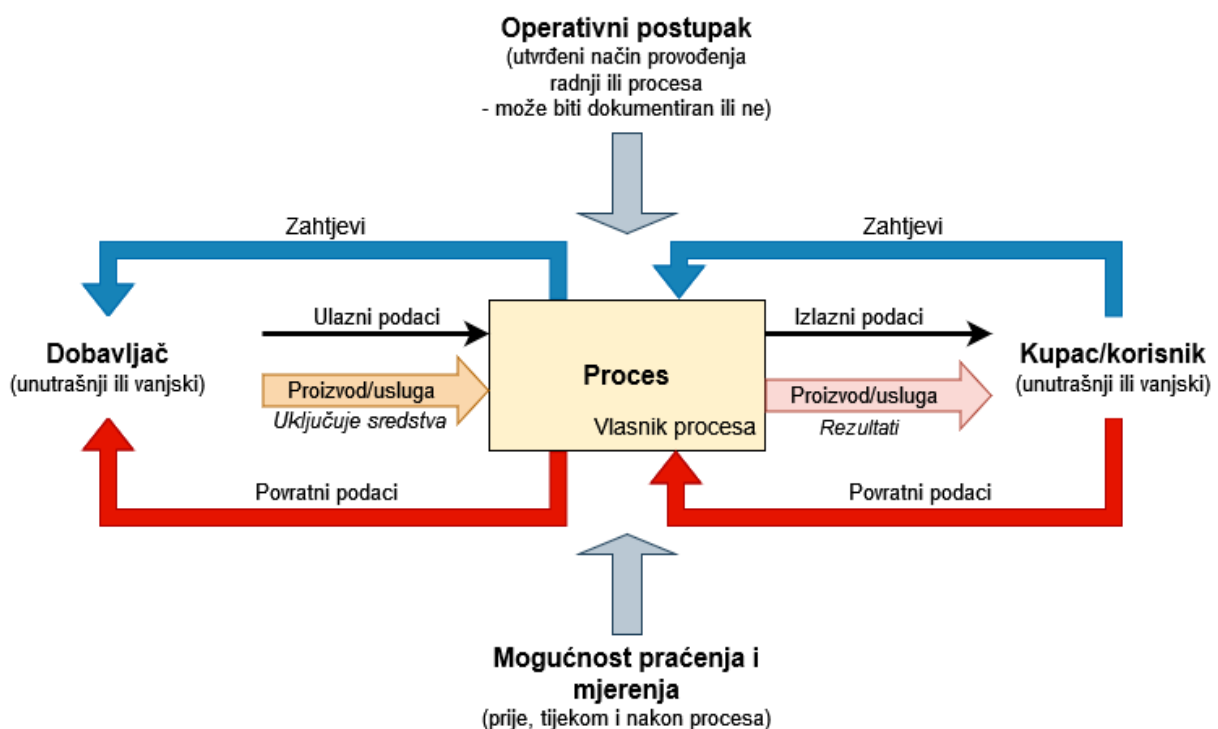 Operativni postupak
(utvrđeni način provođenja
radnji ili procesa
- može biti dokumentiran ili ne)
Zahtjevi
Zahtjevi
Ulazni podaci
Izlazni podaci
Dobavljač
(unutrašnji ili vanjski)
Proizvod/usluga
Uključuje sredstva
Proces
Vlasnik procesa
Proizvod/usluga
Rezultati
Kupac/korisnik
(unutrašnji ili vanjski)
Povratni podaci
Povratni podaci
Mogućnost praćenja i
mjerenja
(prije, tijekom i nakon procesa)